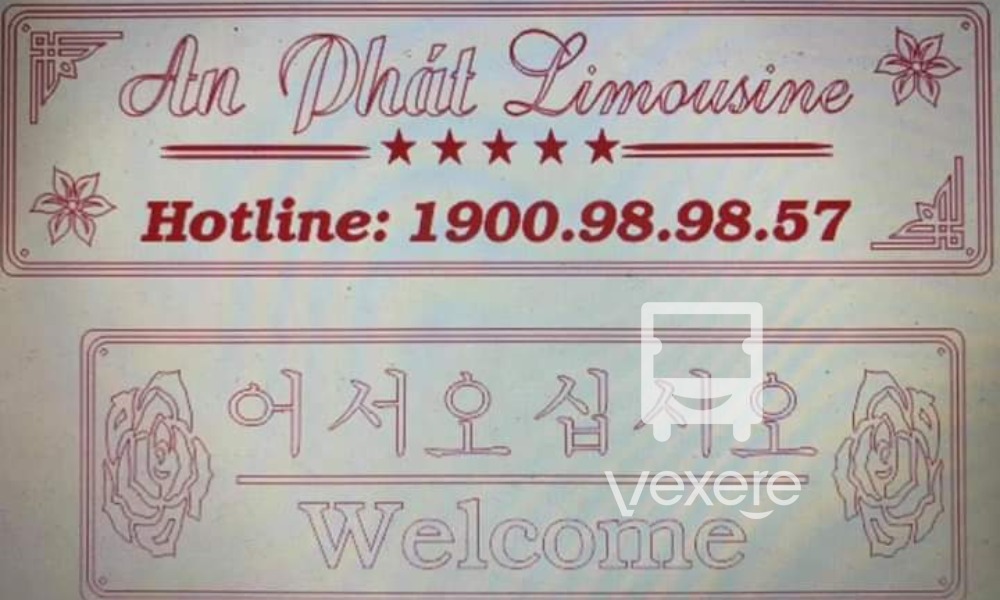 An Phát Limousine
Hotline: 1900.98.98.57
어서오십시오
vexere
Welcome